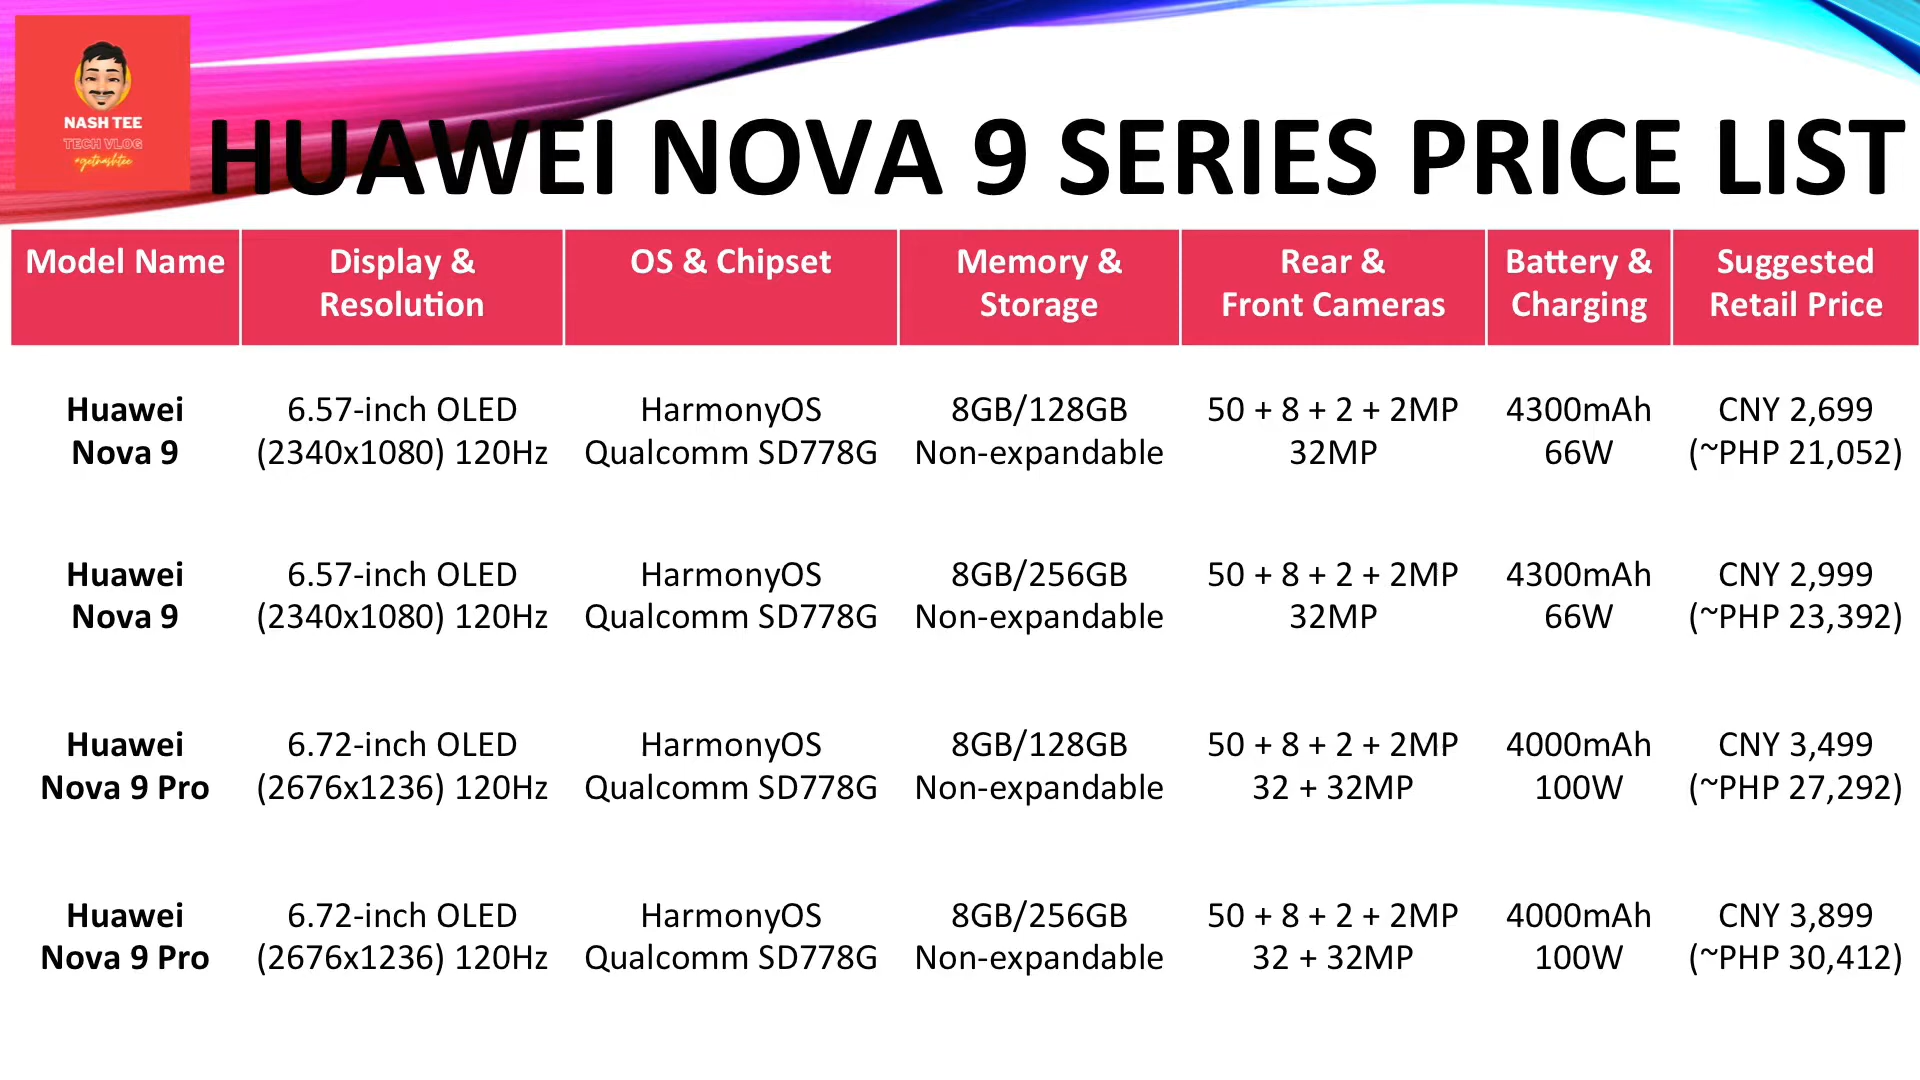 NASH TEE
TECH VLOG
#getnashtee
HUAWEI NOVA 9 SERIES PRICE LIST
Model Name
Display &
Resolution
OS & Chipset
Memory &
Storage
Rear &
Front Cameras
Battery &
Charging
Suggested
Retail Price
Huawei
Nova 9
6.57-inch OLED
(2340x1080) 120Hz
HarmonyOS
Qualcomm SD778G
8GB/128GB
Non-expandable
50 + 8 + 2 + 2MP
32MP
4300mAh
66W
CNY 2,699
(~PHP 21,052)
Huawei
Nova 9
6.57-inch OLED
(2340x1080) 120Hz
HarmonyOS
Qualcomm SD778G
8GB/256GB
Non-expandable
50 + 8 + 2 + 2MP
32MP
4300mAh
66W
CNY 2,999
(~PHP 23,392)
Huawei
Nova 9 Pro
6.72-inch OLED
(2676x1236) 120Hz
HarmonyOS
Qualcomm SD778G
8GB/128GB
Non-expandable
50 + 8 + 2 + 2MP
32 + 32MP
4000mAh
100W
CNY 3,499
(~PHP 27,292)
Huawei
Nova 9 Pro
6.72-inch OLED
(2676x1236) 120Hz
HarmonyOS
Qualcomm SD778G
8GB/256GB
Non-expandable
50 + 8 + 2 + 2MP
32 + 32MP
4000mAh
100W
CNY 3,899
(~PHP 30,412)